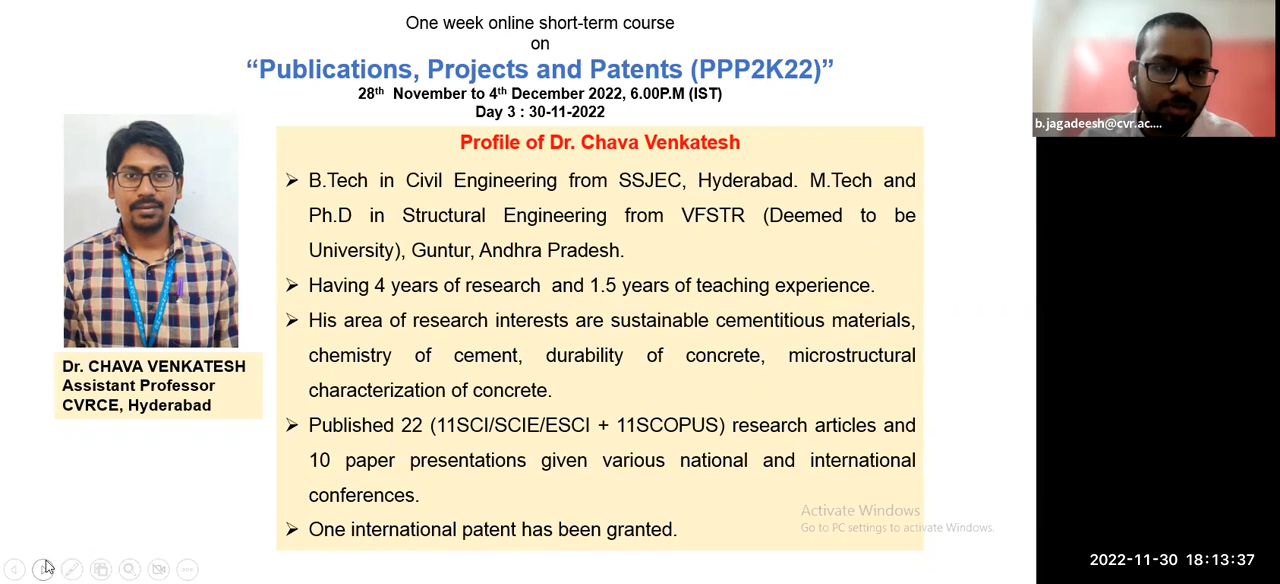 One week online short-term course
on
“Publications, Projects and Patents (PPP2K22)”
28th November to 4th December 2022, 6.00P.M (IST)
Day 3 : 30-11-2022
b.jagadeesh@cvr.ac....
Profile of Dr. Chava Venkatesh
➢ B.Tech in Civil Engineering from SSJEC, Hyderabad. M.Tech and
Ph.D in Structural Engineering from VFSTR (Deemed to be
University), Guntur, Andhra Pradesh.
➢ Having 4 years of research and 1.5 years of teaching experience.
➢ His area of research interests are sustainable cementitious materials,
chemistry of cement, durability of concrete, microstructural
characterization of concrete.
➢ Published 22 (11SCI/SCIE/ESCI + 11SCOPUS) research articles and
10 paper presentations given various national and international
conferences.
➢ One international patent has been granted.
Dr. CHAVA VENKATESH
Assistant Professor
CVRCE, Hyderabad
Activate Windows
Go to PC settings to activate Windows.
2022-11-30 18:13:37